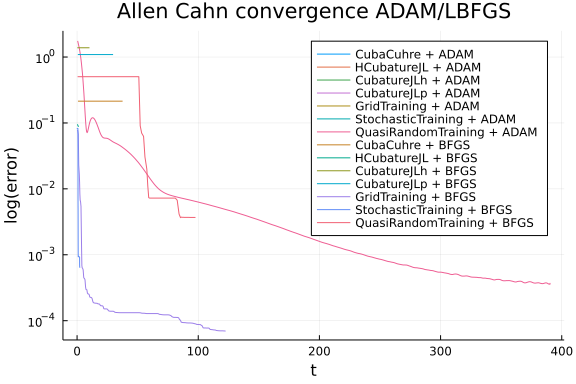 Allen Cahn convergence ADAM/LBFGS
log(error)
10⁰
10⁻¹
10⁻²
10⁻³
10⁻⁴
CubaCuhre + ADAM
HCubatureJL + ADAM
CubatureJLh + ADAM
CubatureJLp + ADAM
GridTraining + ADAM
StochasticTraining + ADAM
QuasiRandomTraining + ADAM
CubaCuhre + BFGS
HCubatureJL + BFGS
CubatureJLh + BFGS
CubatureJLp + BFGS
GridTraining + BFGS
StochasticTraining + BFGS
QuasiRandomTraining + BFGS
0 100 200 300 400
t